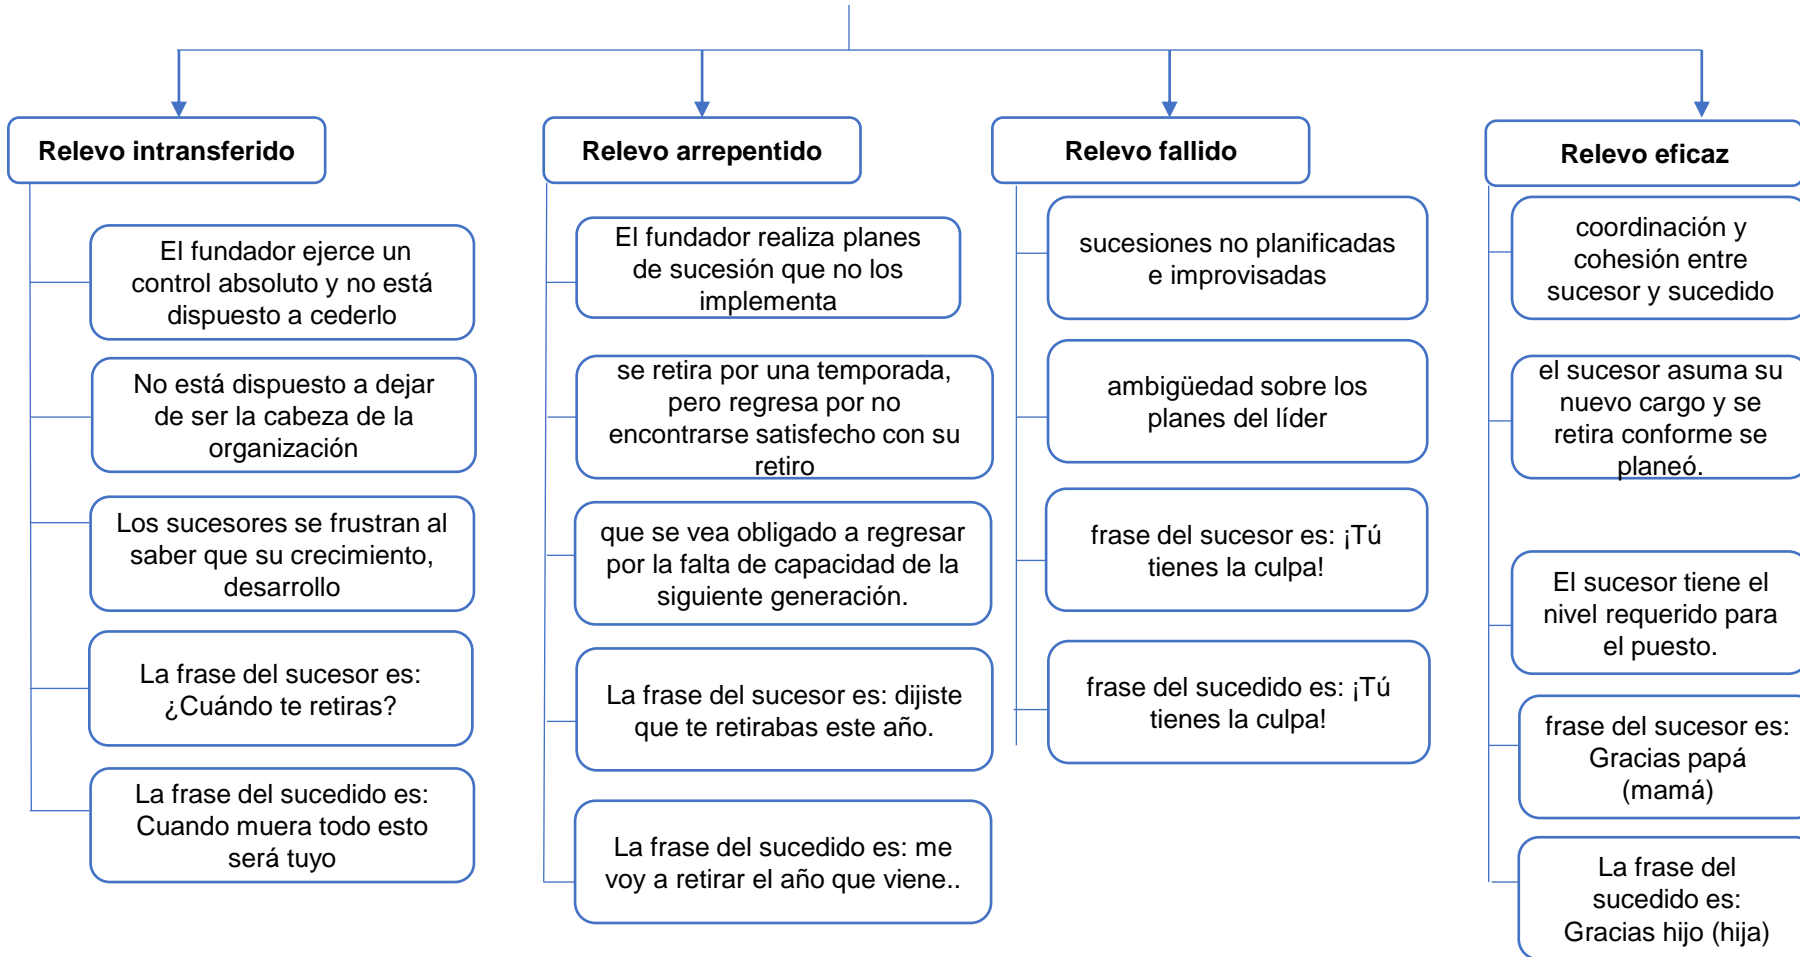 Relevo intransferido
El fundador ejerce un
control absoluto y no está
dispuesto a cederlo
No está dispuesto a dejar
de ser la cabeza de la
organización
Los sucesores se frustran al
saber que su crecimiento,
desarrollo
La frase del sucesor es:
¿Cuándo te retiras?
La frase del sucedido es:
Cuando muera todo esto
será tuyo
Relevo arrepentido
El fundador realiza planes
de sucesión que no los
implementa
se retira por una temporada,
pero regresa por no
encontrarse satisfecho con su
retiro
que se vea obligado a regresar
por la falta de capacidad de la
siguiente generación.
La frase del sucesor es: dijiste
que te retirabas este año.
La frase del sucedido es: me
voy a retirar el año que viene..
Relevo fallido
sucesiones no planificadas
e improvisadas
ambigüedad sobre los
planes del líder
frase del sucesor es: ¡Tú
tienes la culpa!
frase del sucedido es: ¡Tú
tienes la culpa!
Relevo eficaz
coordinación y
cohesión entre
sucesor y sucedido
el sucesor asuma su
nuevo cargo y se
retira conforme se
planeó.
El sucesor tiene el
nivel requerido para
el puesto.
frase del sucesor es:
Gracias papá
(mamá)
La frase del
sucedido es:
Gracias hijo (hija)